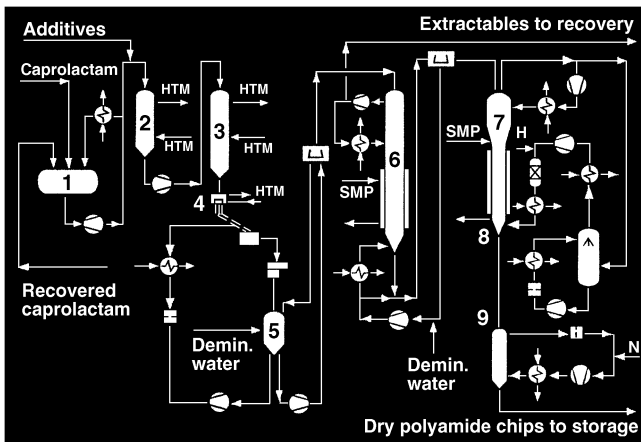 Extractables to recovery
Additives
Caprolactam
HTM
HTM
2
3
7
SMP
H
HTM
HTM
6
1
SMP
HTM
4
8
Recovered
caprolactam
9
5
Demin.
water
Demin.
water
N
Dry polyamide chips to storage